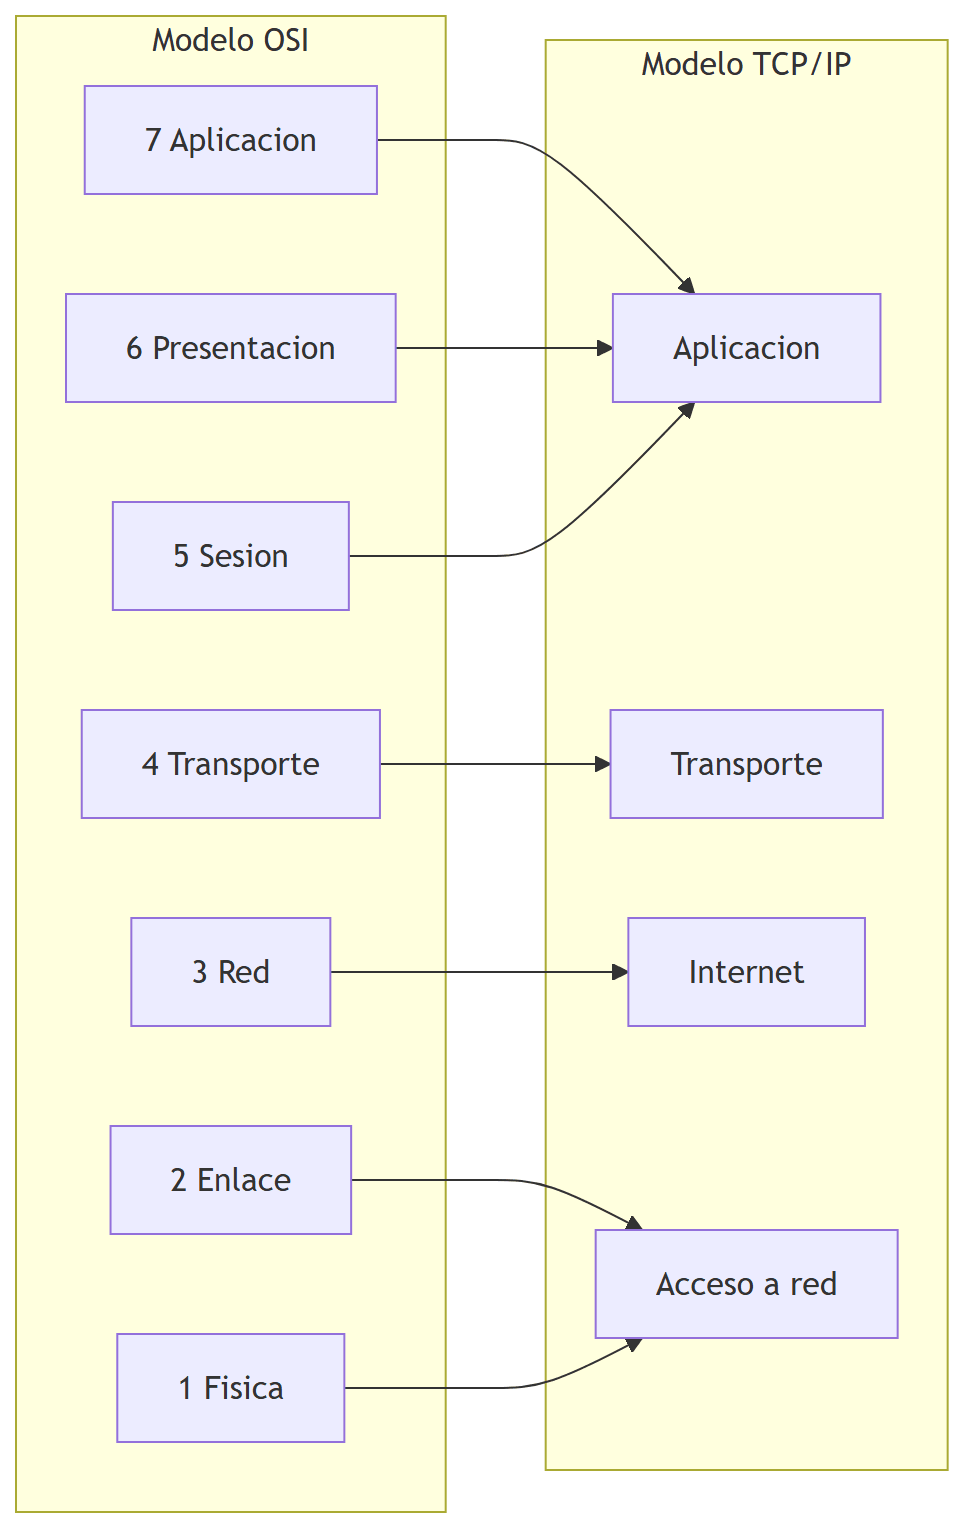 Modelo OSI
7 Aplicacion
6 Presentacion
5 Sesion
4 Transporte
3 Red
2 Enlace
1 Fisica
Modelo TCP/IP
Aplicacion
Transporte
Internet
Acceso a red